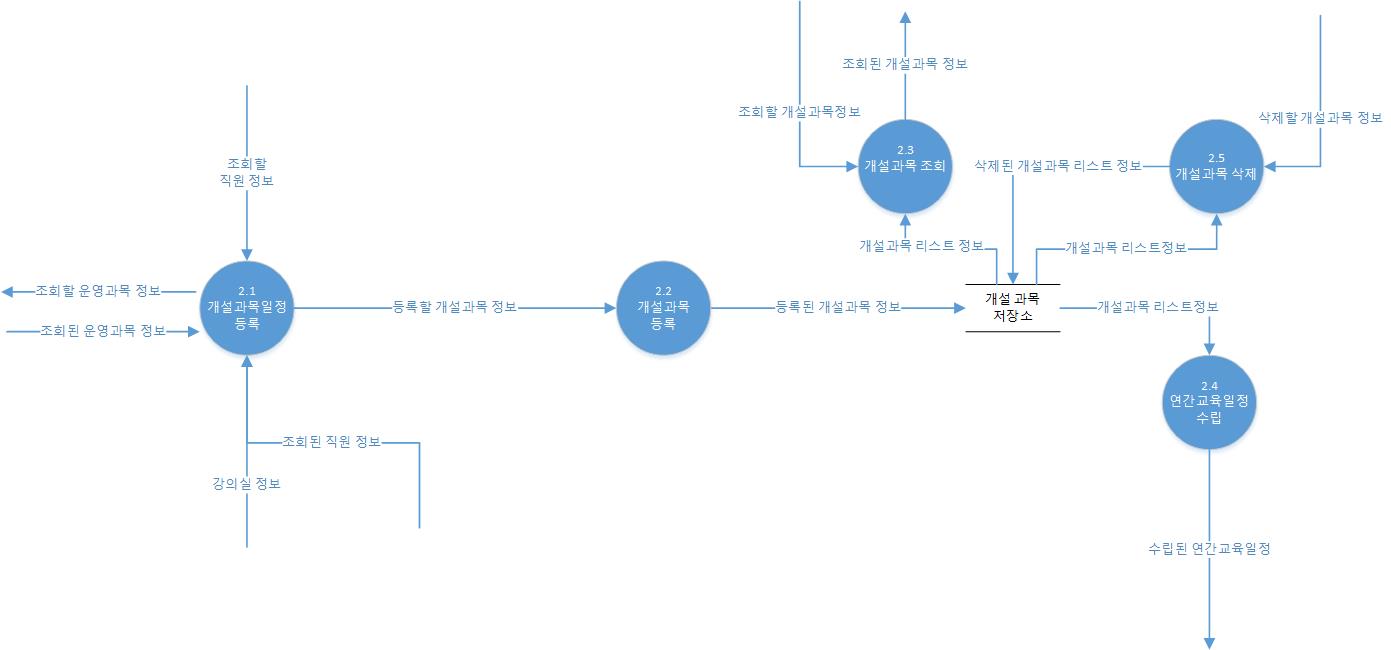 조회된 개설과목 정보
조회할 개설과목정보
삭제할 개설과목 정보
2.3
개설과목 조회
2.5
개설과목 삭제
삭제된 개설과목 리스트 정보
조회할
직원 정보
개설과목 리스트 정보
개설과목 리스트정보
조회할 운영과목 정보
조회된 운영과목 정보
2.1
개설과목일정
등록
등록할 개설과목 정보
2.2
개설과목
등록
등록된 개설과목 정보
개설 과목
저장소
개설과목 리스트정보
2.4
연간교육일정
수립
조회된 직원 정보
강의실 정보
수립된 연간교육일정